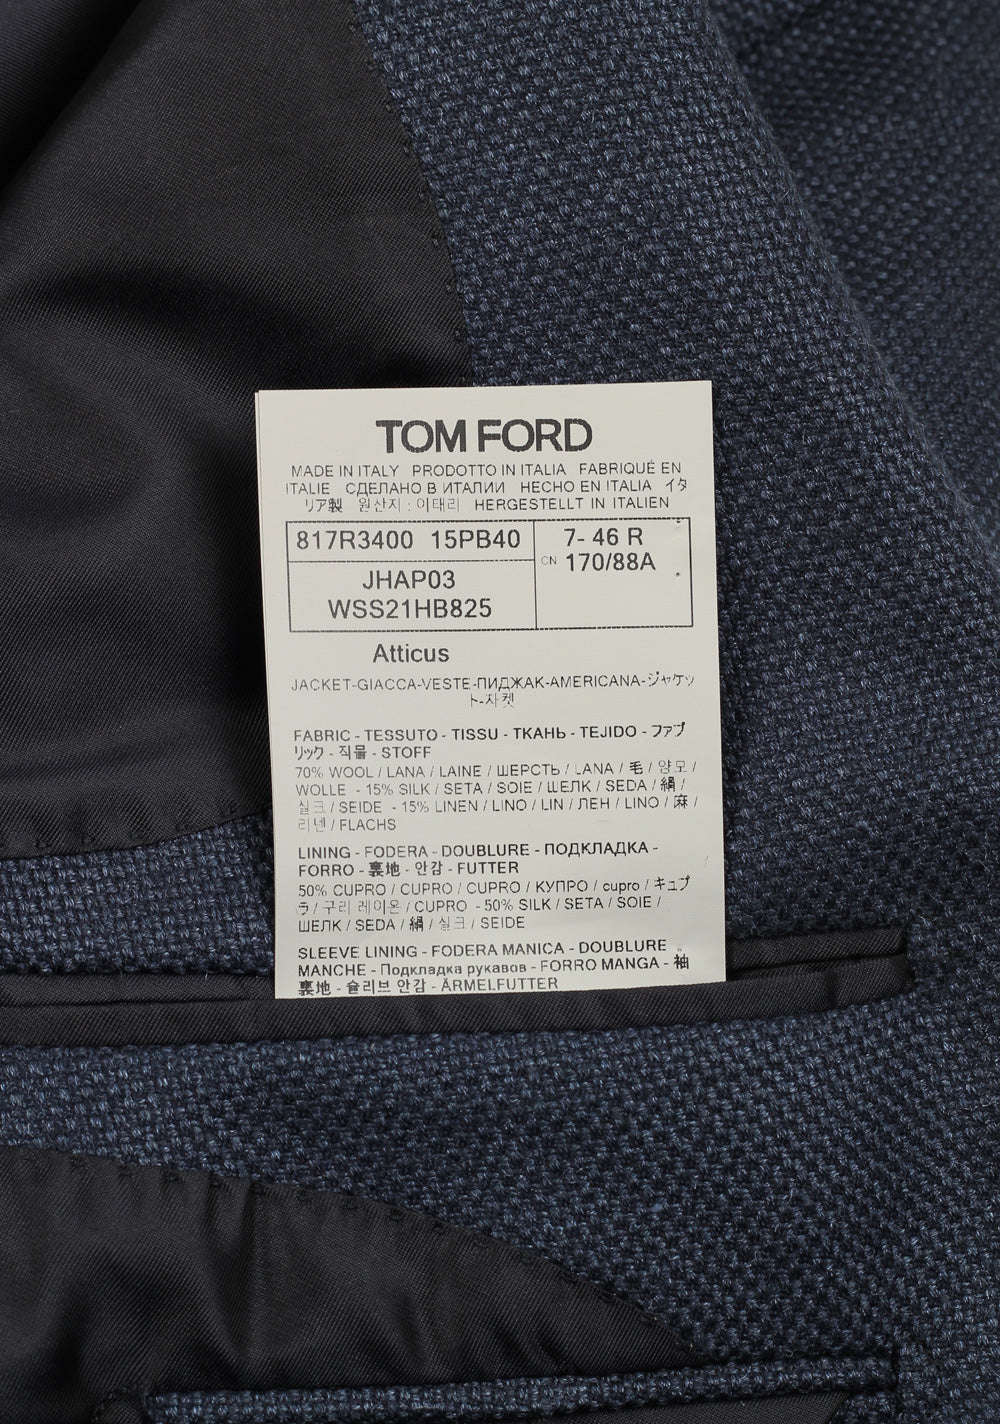 TOM FORD
MADE IN ITALY PRODOTTO IN ITALIA FABRIQUÉ EN
ITALIE СДЕЛАНО В ИТАЛИИ HECHO EN ITALIA イタ
リア製 원산지 : 이태리 HERGESTELLT IN ITALIEN
817R3400 15PB40 7- 46 R
CN 170/88A
JHAP03
WSS21HB825
Atticus
JACKET-GIACCA-VESTE-ПИДЖАК-AMERICANA-ジャケッ
ト-자켓
FABRIC - TESSUTO - TISSU - ТКАНЬ - TEJIDO - ファブ
リック - 직물 - STOFF
70% WOOL / LANA / LAINE / ШЕРСТЬ / LANA / 毛 / 양모 /
WOLLE - 15% SILK / SETA / SOIE / ШЕЛК / SEDA / 絹 /
실크 / SEIDE - 15% LINEN / LINO / LIN / ЛЕН / LINO / 麻 /
리넨 / FLACHS
LINING - FODERA - DOUBLURE - ПОДКЛАДКА -
FORRO - 裏地 - 안감 - FUTTER
50% CUPRO / CUPRO / CUPRO / КУПРО / cupro / キュプ
ラ / 구리 레이온 / CUPRO - 50% SILK / SETA / SOIE /
ШЕЛК / SEDA / 絹 / 실크 / SEIDE
SLEEVE LINING - FODERA MANICA - DOUBLURE
MANCHE - Подкладка рукавов - FORRO MANGA - 袖
裏地 - 슬리브 안감 - ÄRMELFUTTER